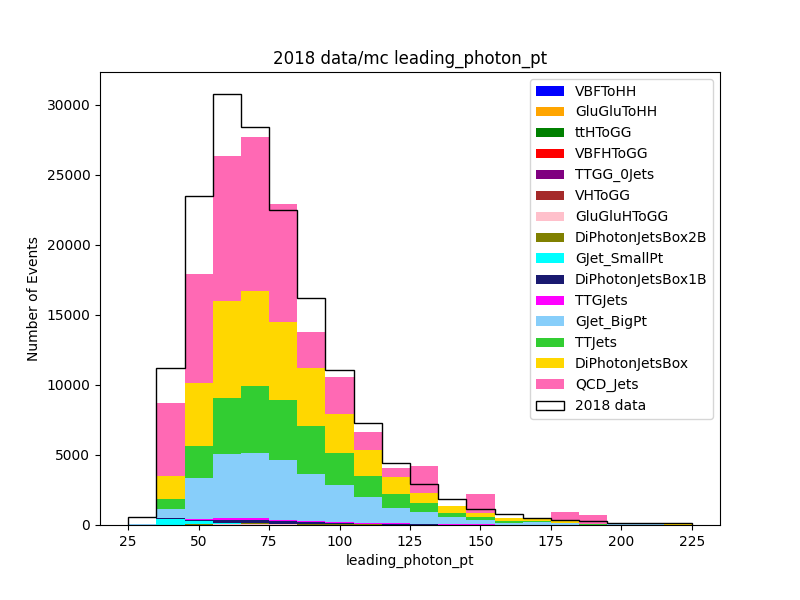 2018 data/mc leading_photon_pt
Number of Events
30000
25000
20000
15000
10000
5000
0
25
50
75
100
125
150
175
200
225
leading_photon_pt
VBFToHH
GluGluToHH
ttHToGG
VBFHToGG
TTGG_0Jets
VHToGG
GluGluHToGG
DiPhotonJetsBox2B
GJet_SmallPt
DiPhotonJetsBox1B
TTGJets
GJet_BigPt
TTJets
DiPhotonJetsBox
QCD_Jets
2018 data